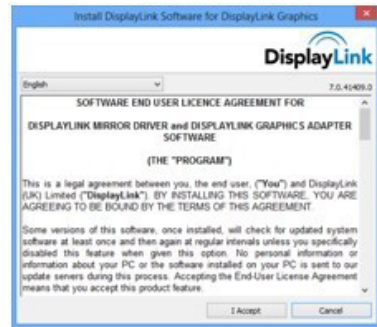 Install DisplayLink Software for DisplayLink Graphics
DisplayLink
English
7.0.41409.0
SOFTWARE END USER LICENCE AGREEMENT FOR
DISPLAYLINK MIRROR DRIVER and DISPLAYLINK GRAPHICS ADAPTER
SOFTWARE
(THE "PROGRAM")
This is a legal agreement between you, the end user, ("You") and DisplayLink
(UK) Limited ("DisplayLink"). BY INSTALLING THIS SOFTWARE, YOU ARE
AGREEING TO BE BOUND BY THE TERMS OF THIS AGREEMENT.
Some versions of this software, once installed, will check for updated system
software at least once and then again at regular intervals unless you specifically
disabled this feature when given this option. No personal information or
information about your PC or the software installed on your PC is sent to our
update servers during this process. Accepting the End-User License Agreement
means that you accept this product feature.
I Accept
Cancel